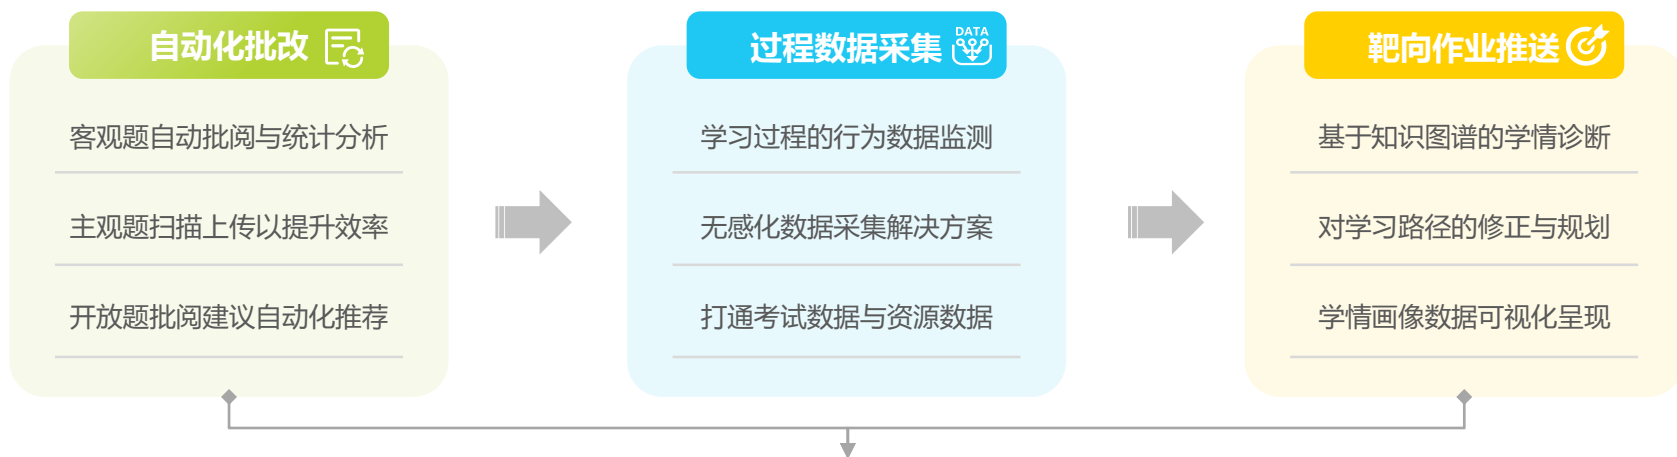 自动化批改
客观题自动批阅与统计分析
主观题扫描上传以提升效率
开放题批阅建议自动化推荐
过程数据采集
DATA
学习过程的行为数据监测
无感化数据采集解决方案
打通考试数据与资源数据
靶向作业推送
基于知识图谱的学情诊断
对学习路径的修正与规划
学情画像数据可视化呈现